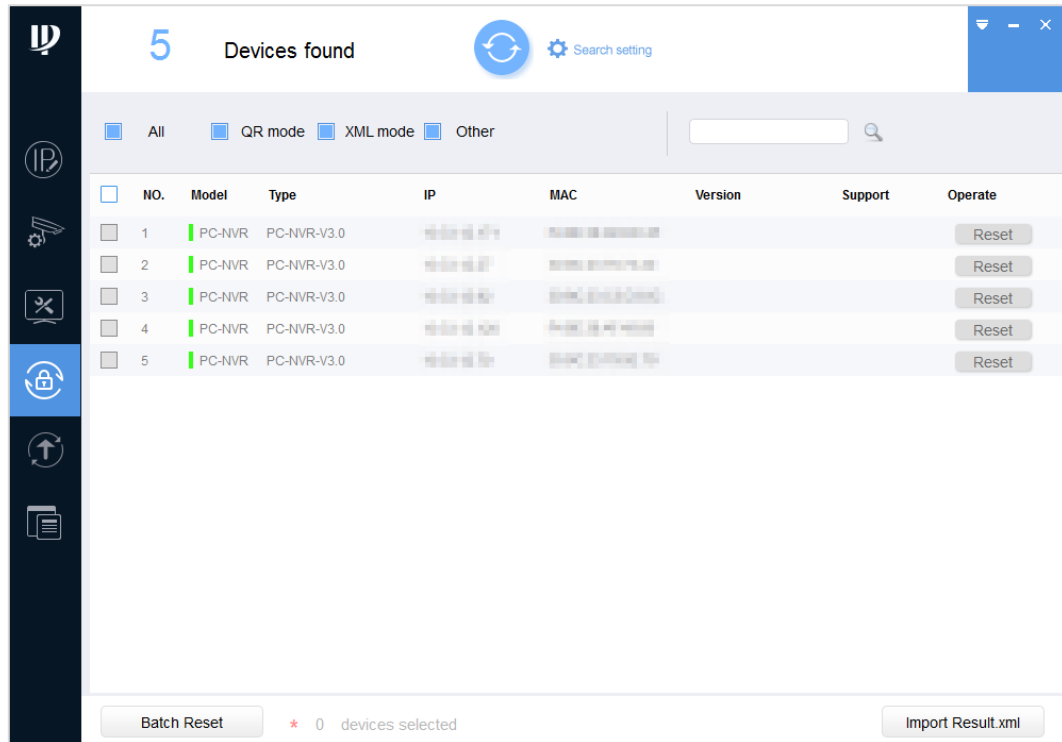 5 Devices found Search setting
All QR mode XML mode Other
NO. Model Type IP MAC Version Support Operate
1 PC-NVR PC-NVR-V3.0 Reset
2 PC-NVR PC-NVR-V3.0 Reset
3 PC-NVR PC-NVR-V3.0 Reset
4 PC-NVR PC-NVR-V3.0 Reset
5 PC-NVR PC-NVR-V3.0 Reset
Batch Reset * 0 devices selected Import Result.xml